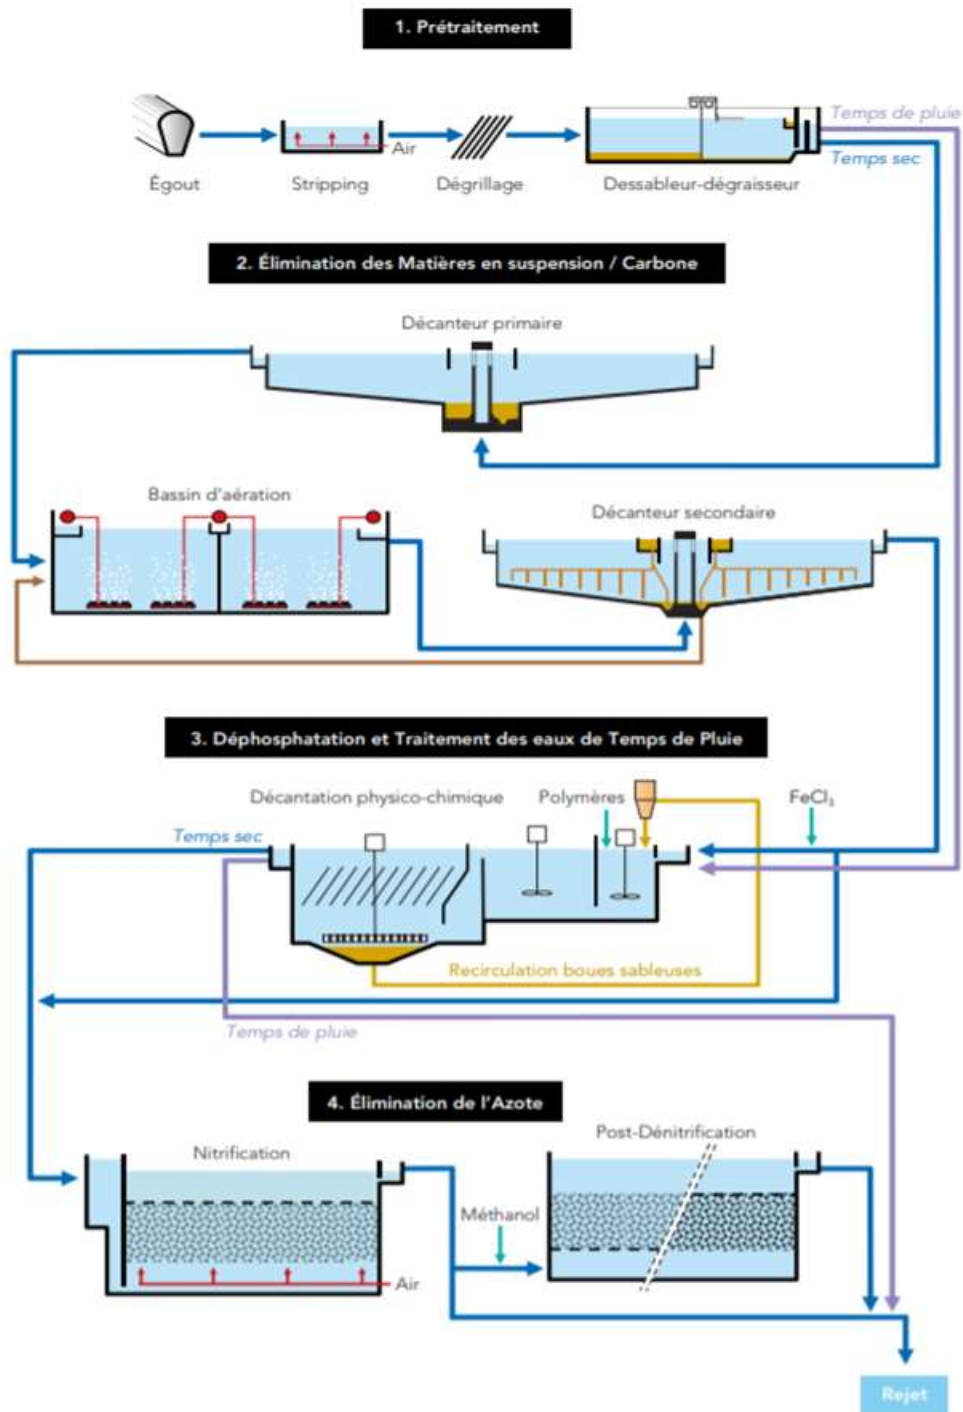 1. Prétraitement
Temps de pluie
Air
Temps sec
Égout
Stripping
Dégrillage
Dessableur-dégraisseur
2. Élimination des Matières en suspension / Carbone
Décanteur primaire
Bassin d'aération
Décanteur secondaire
3. Déphosphatation et Traitement des eaux de Temps de Pluie
Décantation physico-chimique
Polymères
FeCl₃
Temps sec
Recirculation boues sableuses
Temps de pluie
4. Élimination de l'Azote
Post-Dénitrification
Nitrification
Méthanol
Air
Rejet